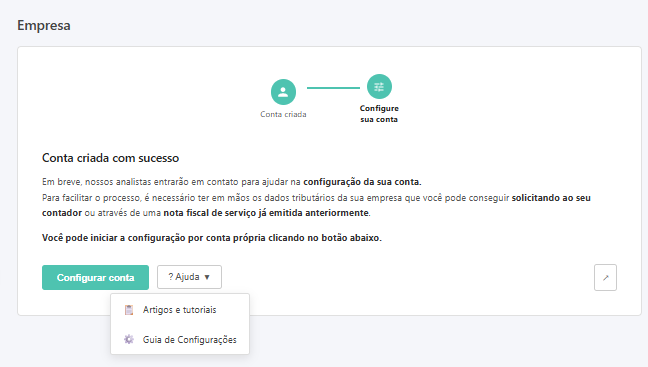 Empresa
Conta criada
Configure
sua conta
Conta criada com sucesso
Em breve, nossos analistas entrarão em contato para ajudar na configuração da sua conta.
Para facilitar o processo, é necessário ter em mãos os dados tributários da sua empresa que você pode conseguir solicitando ao seu
contador ou através de uma nota fiscal de serviço já emitida anteriormente.
Você pode iniciar a configuração por conta própria clicando no botão abaixo.
Configurar conta
? Ajuda ▼
Artigos e tutoriais
Guia de Configurações